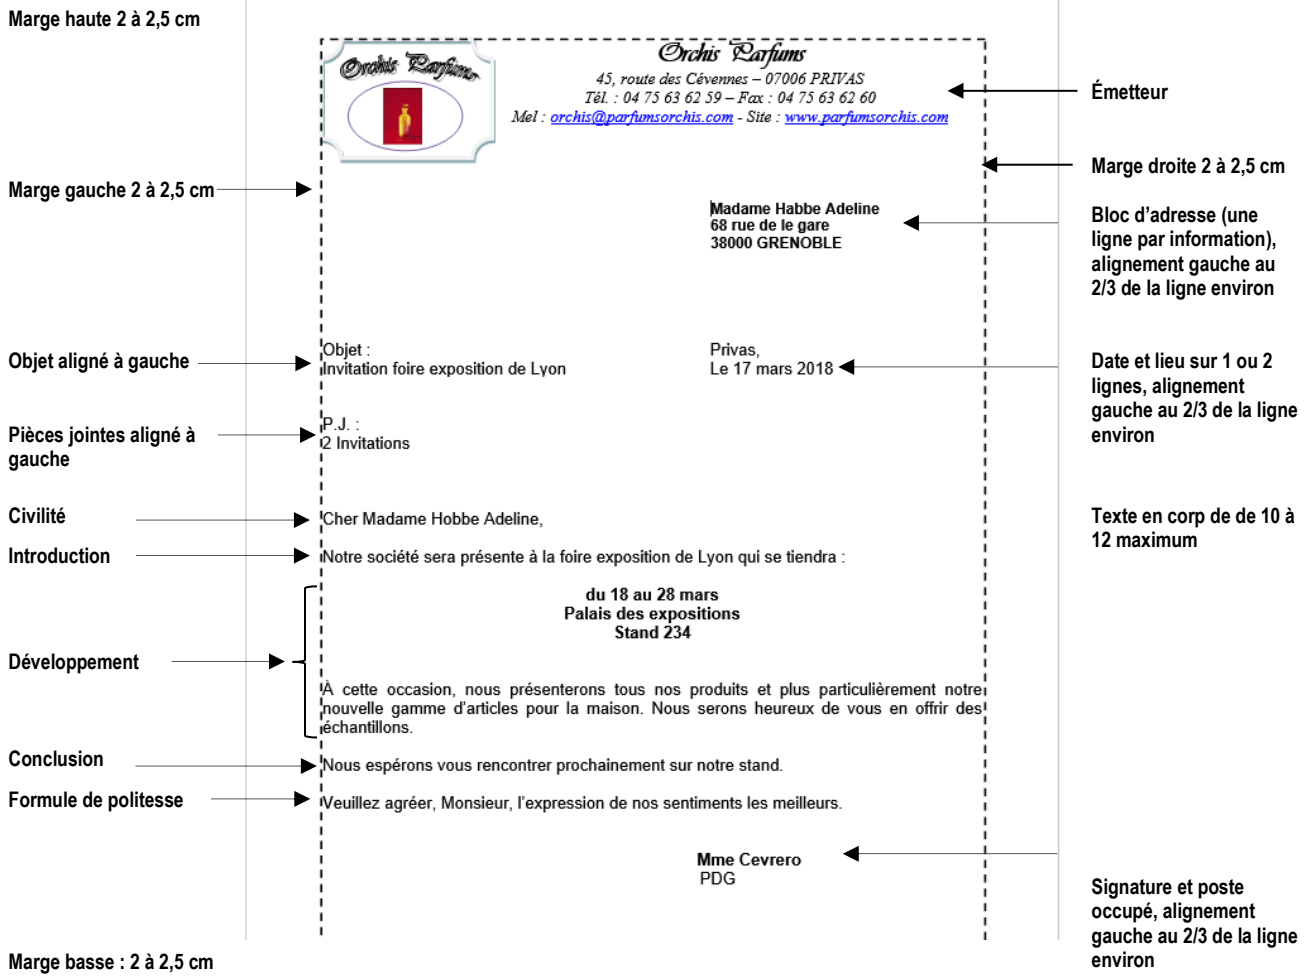 Marge haute 2 à 2,5 cm
Orchis Parfums
Orchis Parfums
45, route des Cévennes – 07006 PRIVAS
Tél. : 04 75 63 62 59 – Fax : 04 75 63 62 60
Mel : orchis@parfumsorchis.com - Site : www.parfumsorchis.com
Émetteur
Marge droite 2 à 2,5 cm
Marge gauche 2 à 2,5 cm
Madame Habbe Adeline
68 rue de le gare
38000 GRENOBLE
Bloc d’adresse (une
ligne par information),
alignement gauche au
2/3 de la ligne environ
Objet aligné à gauche
Objet :
Invitation foire exposition de Lyon
Privas,
Le 17 mars 2018
Date et lieu sur 1 ou 2
lignes, alignement
gauche au 2/3 de la ligne
environ
Pièces jointes aligné à
gauche
P.J. :
2 Invitations
Civilité
Cher Madame Hobbe Adeline,
Texte en corp de de 10 à
12 maximum
Introduction
Notre société sera présente à la foire exposition de Lyon qui se tiendra :
du 18 au 28 mars
Palais des expositions
Stand 234
Développement
À cette occasion, nous présenterons tous nos produits et plus particulièrement notre
nouvelle gamme d’articles pour la maison. Nous serons heureux de vous en offrir des
échantillons.
Conclusion
Nous espérons vous rencontrer prochainement sur notre stand.
Formule de politesse
Veuillez agréer, Monsieur, l’expression de nos sentiments les meilleurs.
Mme Cevrero
PDG
Signature et poste
occupé, alignement
gauche au 2/3 de la ligne
environ
Marge basse : 2 à 2,5 cm